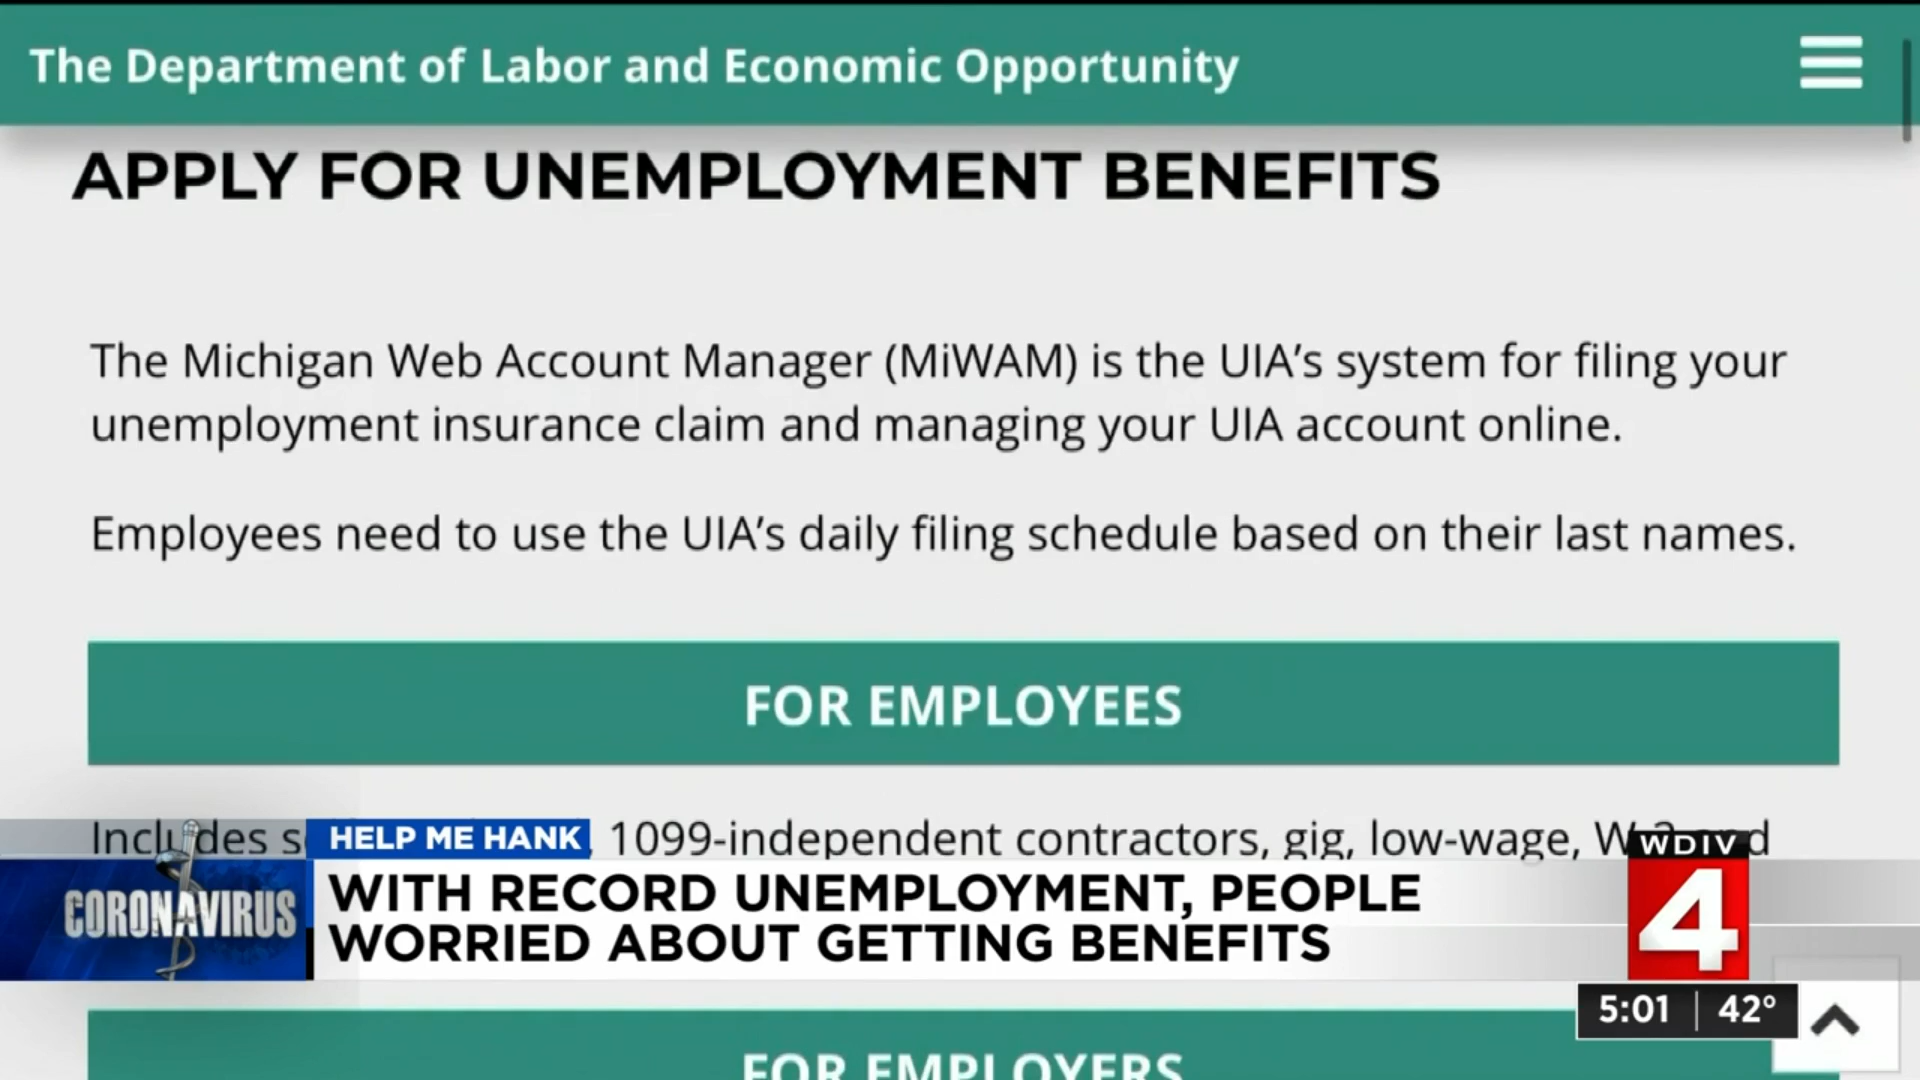 The Department of Labor and Economic Opportunity
APPLY FOR UNEMPLOYMENT BENEFITS
The Michigan Web Account Manager (MiWAM) is the UIA's system for filing your
unemployment insurance claim and managing your UIA account online.
Employees need to use the UIA's daily filing schedule based on their last names.
FOR EMPLOYEES
Includes 1099-independent contractors, gig, low-wage,
HELP ME HANK
CORONAVIRUS
WITH RECORD UNEMPLOYMENT, PEOPLE
WORRIED ABOUT GETTING BENEFITS
WDIV
4
5:01 42°
FOR EMPLOYERS